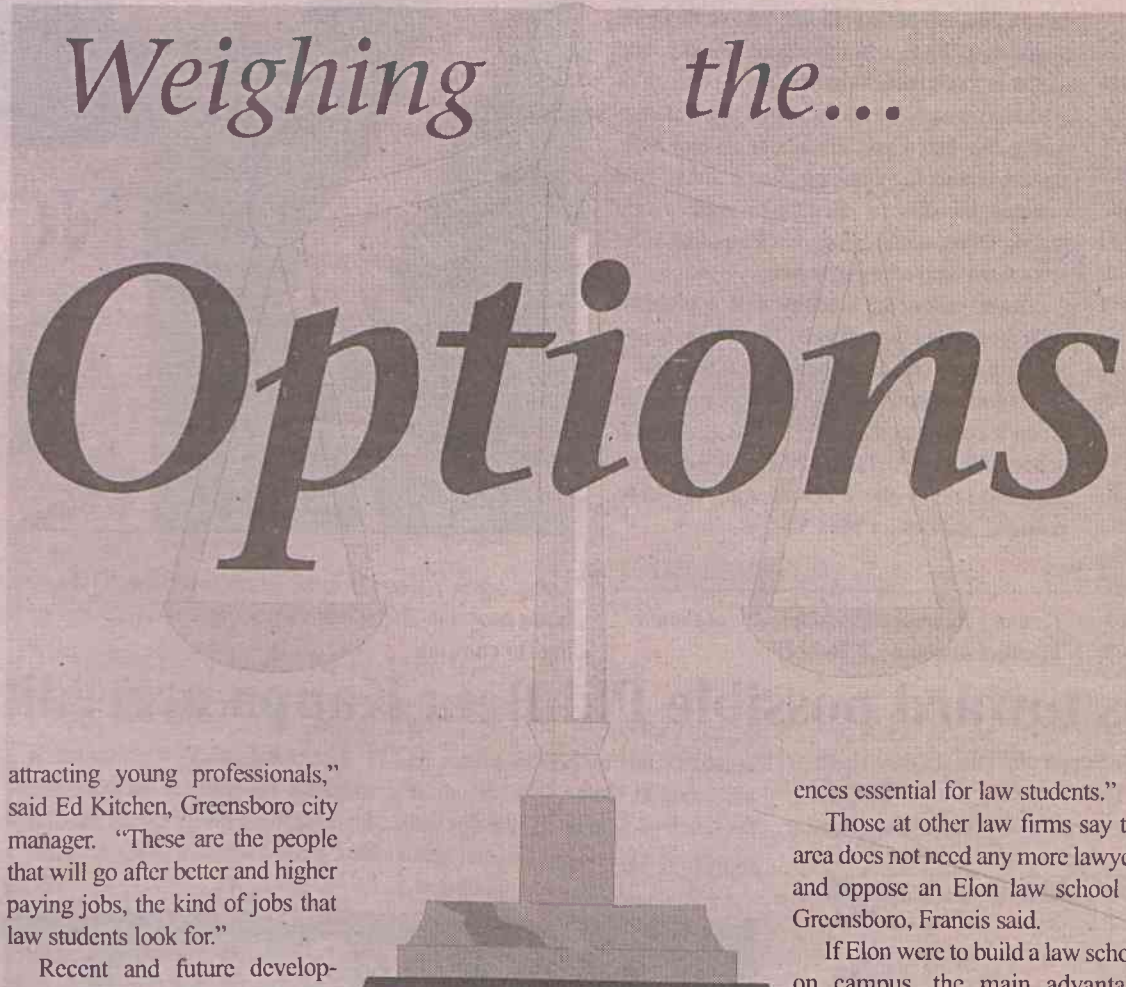 Weighing the...
Options
attracting young professionals,"
said Ed Kitchen, Greensboro city
manager. "These are the people
that will go after better and higher
paying jobs, the kind of jobs that
law students look for."
Recent and future develop-
ences essential for law students."
Those at other law firms say t
area does not need any more lawye
and oppose an Elon law school
Greensboro, Francis said.
If Elon were to build a law scho
on campus, the main advanta